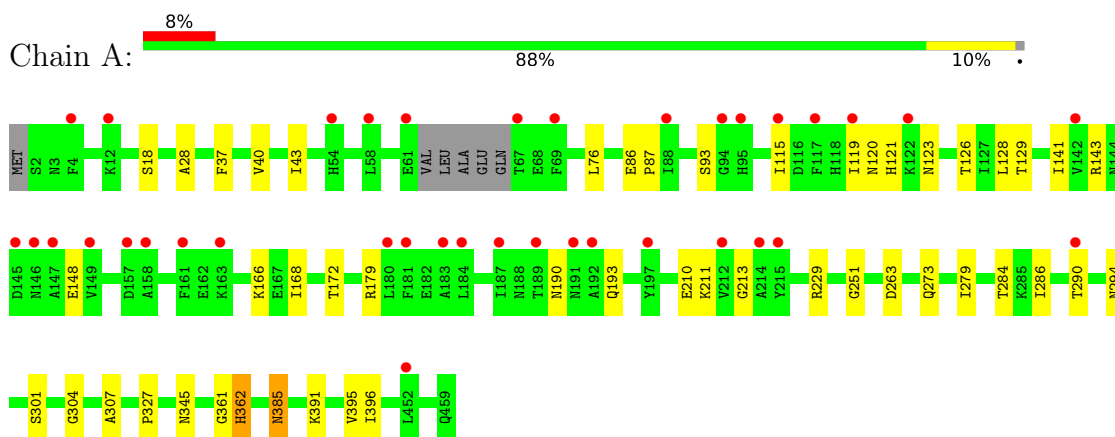 8%
Chain A:
88% 10% •
MET S2 N3 F4 K12 S18 A28 F37 V40 I43 H54 L58 E61 VAL LEU ALA GLU GLN T67 E68 F69 L76 E86 P87 I88 S93 G94 H95 I115 D116 F117 H118 I119 N120 H121 K122 N123 T126 I127 L128 T129 I141 V142 R143 N144
D145 N146 A147 E148 V149 D157 A158 F161 E162 K163 K166 E167 I168 T172 R179 L180 F181 E182 A183 L184 I187 N188 T189 N190 N191 A192 Q193 Y197 E210 K211 V212 G213 A214 Y215 R229 G251 D263 Q273 I279 T284 K285 I286 T290 N294
S301 G304 A307 P327 N345 G361 H362 N385 K391 V395 I396 L452 Q459